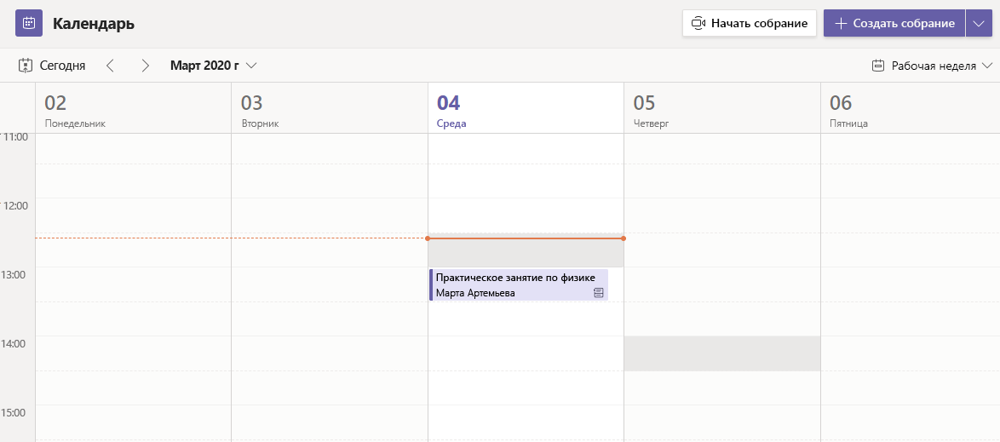 Календарь
Начать собрание
Создать собрание
Сегодня
Март 2020 г
Рабочая неделя
02
Понедельник
03
Вторник
04
Среда
05
Четверг
06
Пятница
11:00
12:00
13:00
Практическое занятие по физике
Марта Артемьева
14:00
15:00